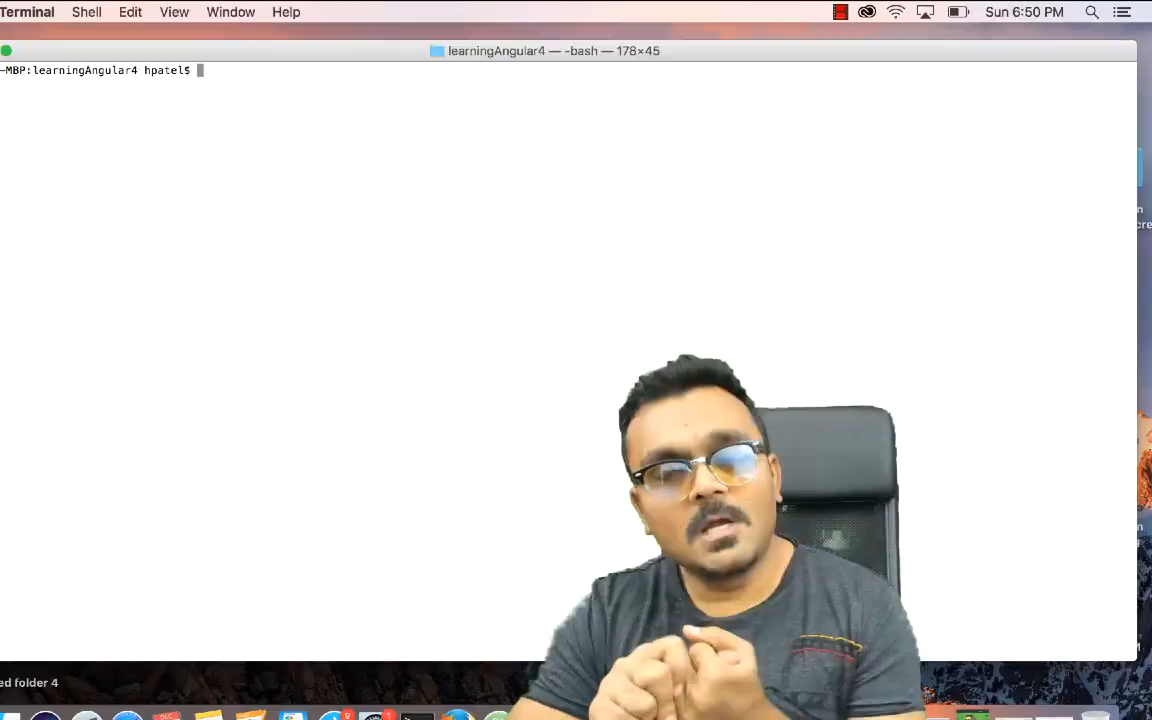 Terminal Shell Edit View Window Help Sun 6:50 PM
learningAngular4 — -bash — 178×45
-MBP:learningAngular4 hpatel$
ed folder 4